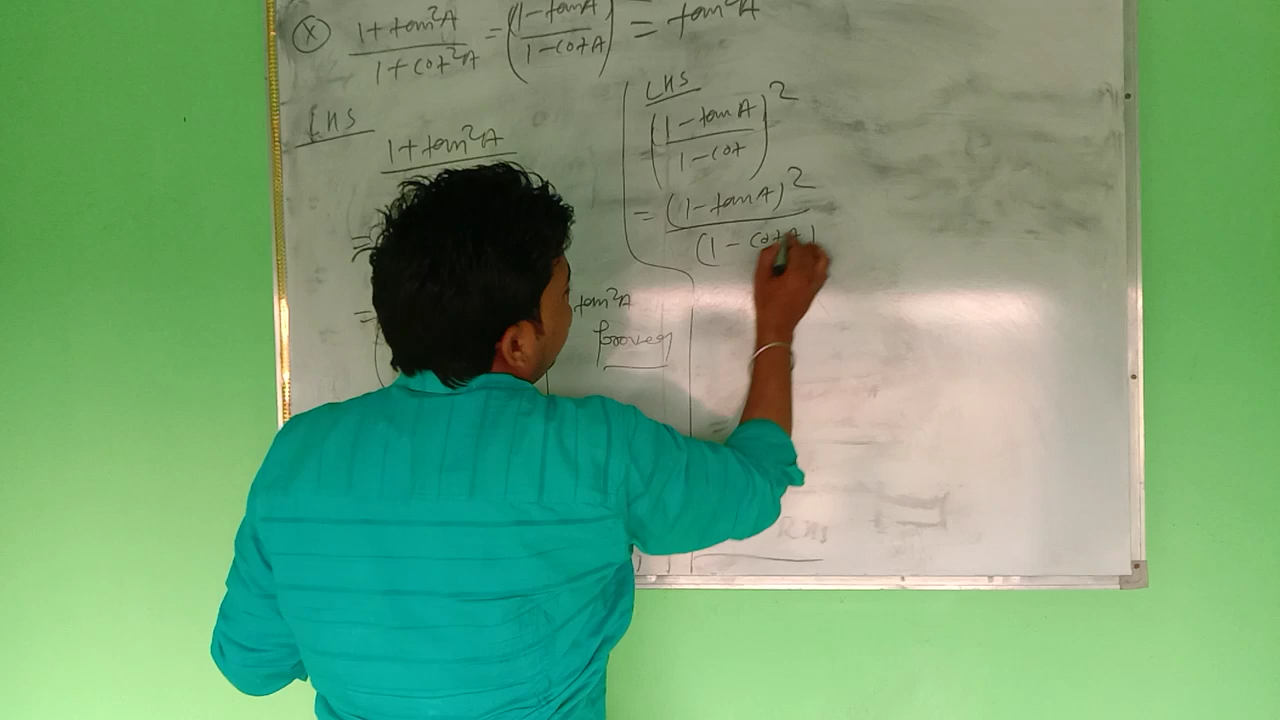 (x) 1+tan²A / 1+cot²A = (1-tanA / 1-cotA) = tan²A
LHS
1+tan²A
=
=
tan²A
proved
LHS
(1-tanA / 1-cot)²
= (1-tanA)² / (1-cotA)
RHS